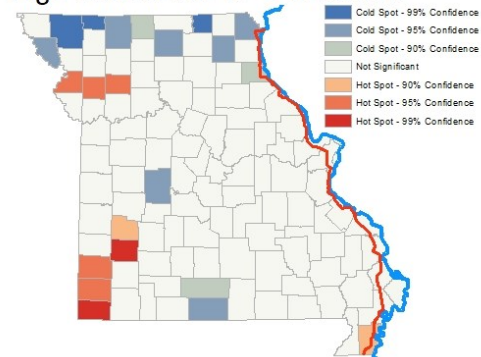 Cold Spot - 99% Confidence
Cold Spot - 95% Confidence
Cold Spot - 90% Confidence
Not Significant
Hot Spot - 90% Confidence
Hot Spot - 95% Confidence
Hot Spot - 99% Confidence